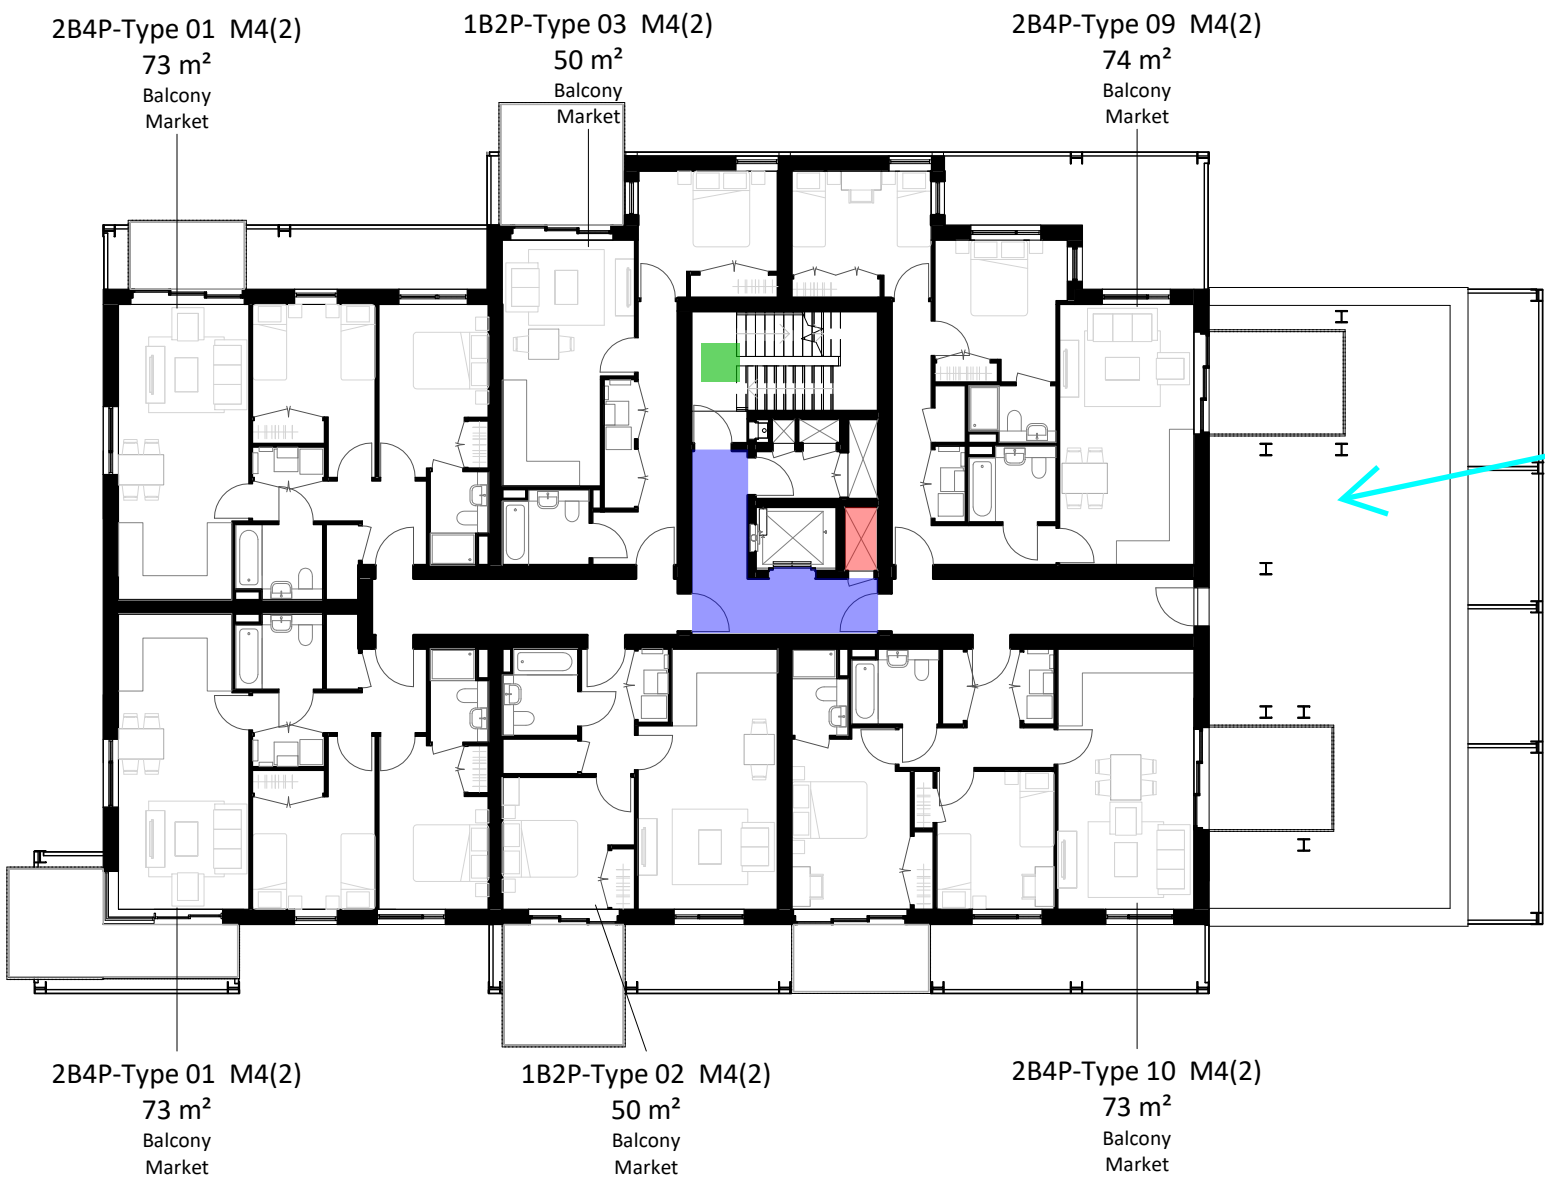 2B4P-Type 01 M4(2)
73 m²
Balcony
Market
1B2P-Type 03 M4(2)
50 m²
Balcony
Market
2B4P-Type 09 M4(2)
74 m²
Balcony
Market
2B4P-Type 01 M4(2)
73 m²
Balcony
Market
1B2P-Type 02 M4(2)
50 m²
Balcony
Market
2B4P-Type 10 M4(2)
73 m²
Balcony
Market